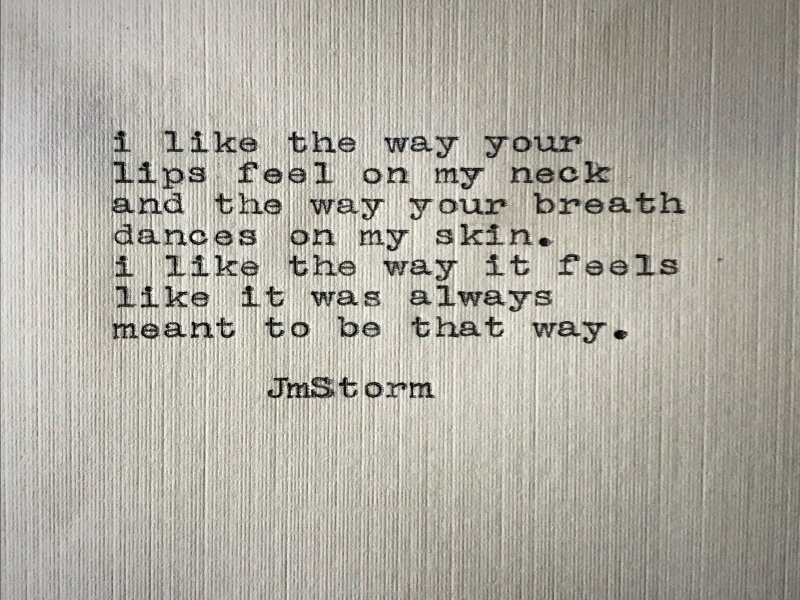 i like the way your
lips feel on my neck
and the way your breath
dances on my skin.
i like the way it feels
like it was always
meant to be that way.
JmStorm